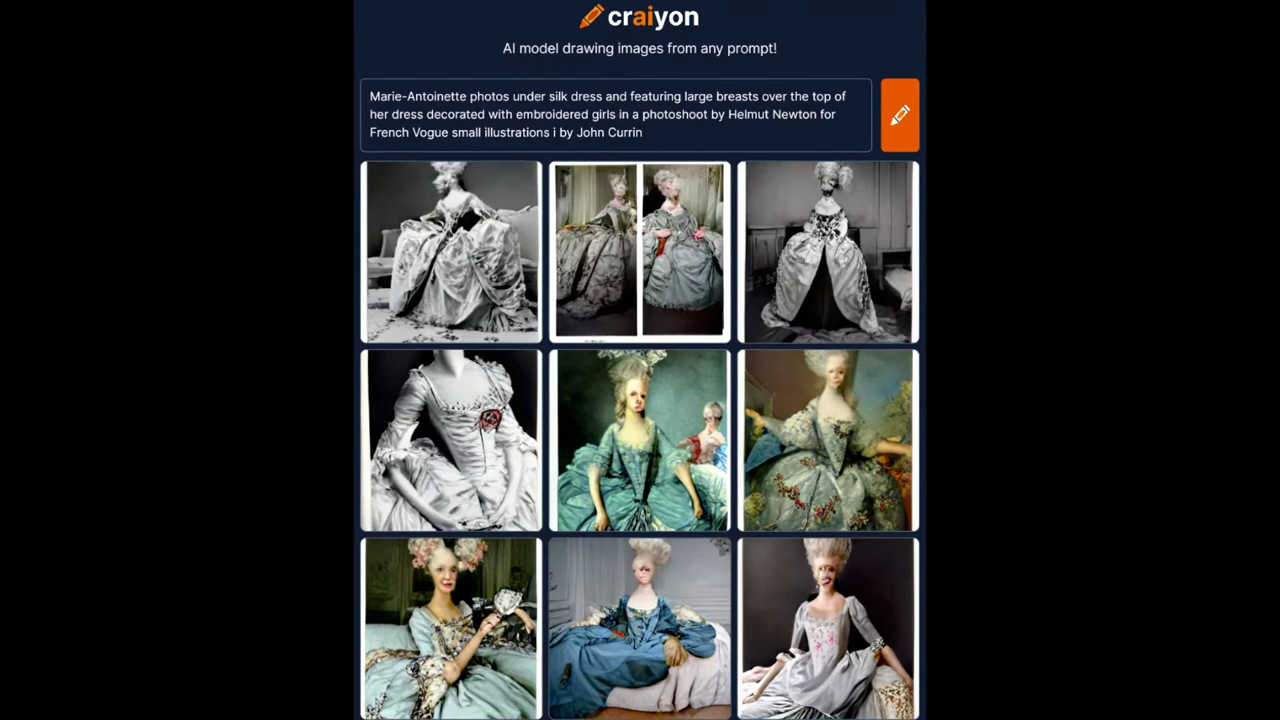 craiyon
AI model drawing images from any prompt!
Marie-Antoinette photos under silk dress and featuring large breasts over the top of
her dress decorated with embroidered girls in a photoshoot by Helmut Newton for
French Vogue small illustrations i by John Currin